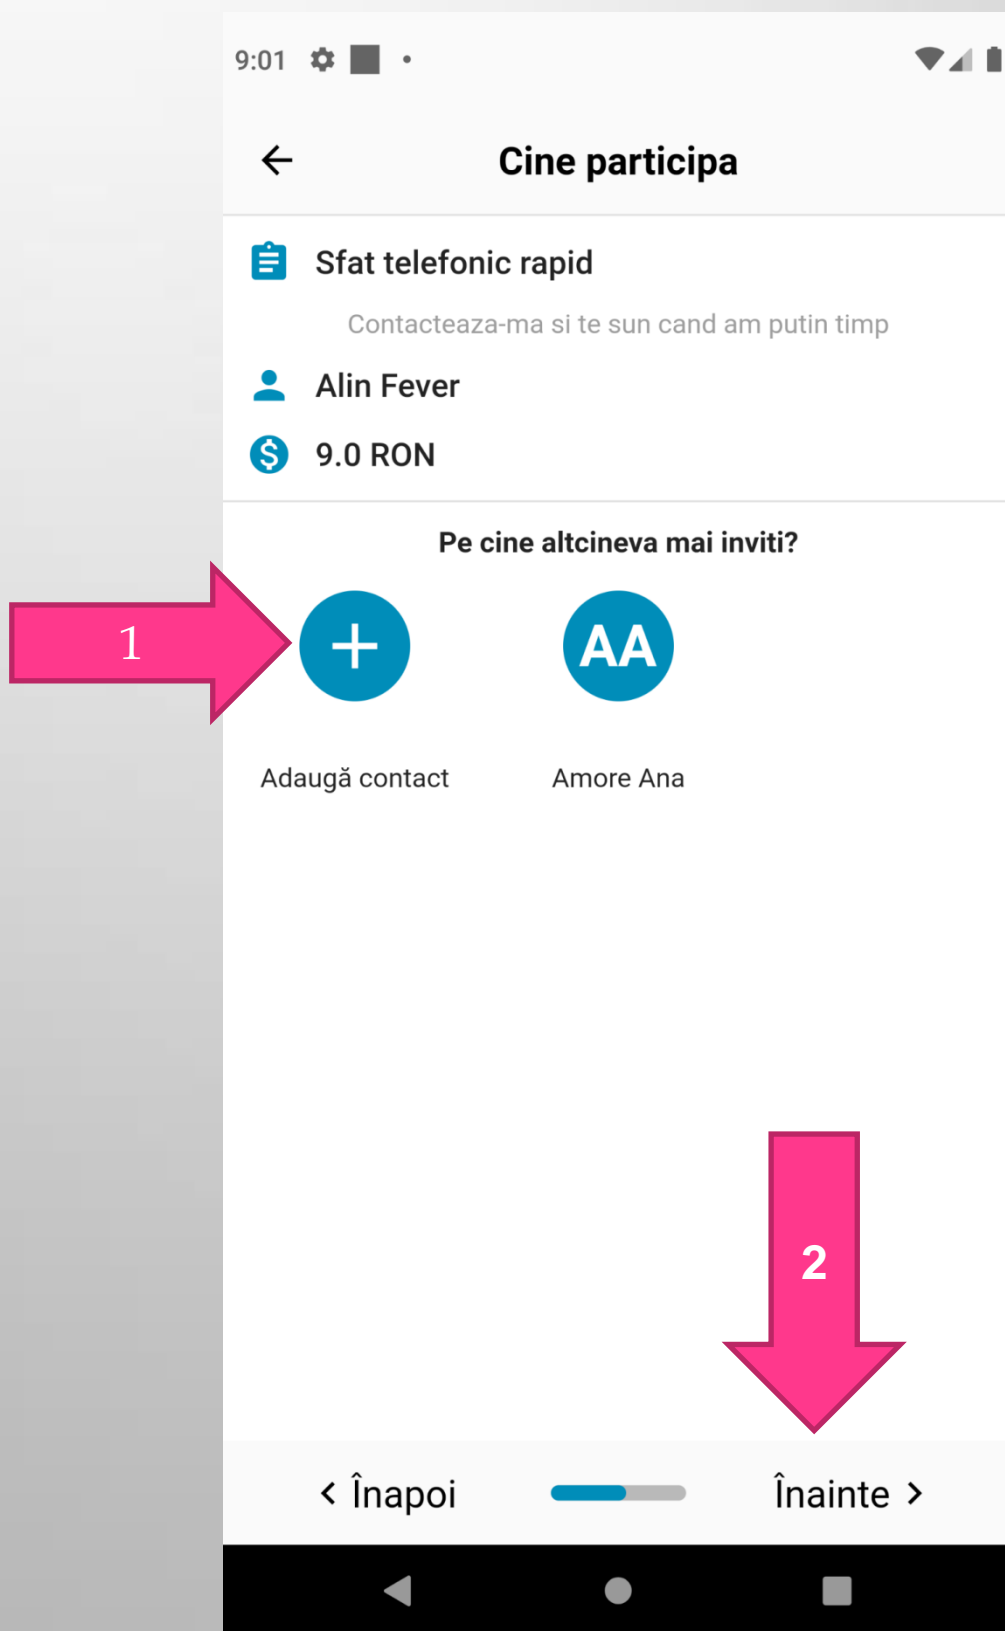 9:01
Cine participa
Sfat telefonic rapid
Contacteaza-ma si te sun cand am putin timp
Alin Fever
$ 9.0 RON
Pe cine altcineva mai inviti?
1
+ AA
Adaugă contact Amore Ana
2
< Înapoi Înainte >